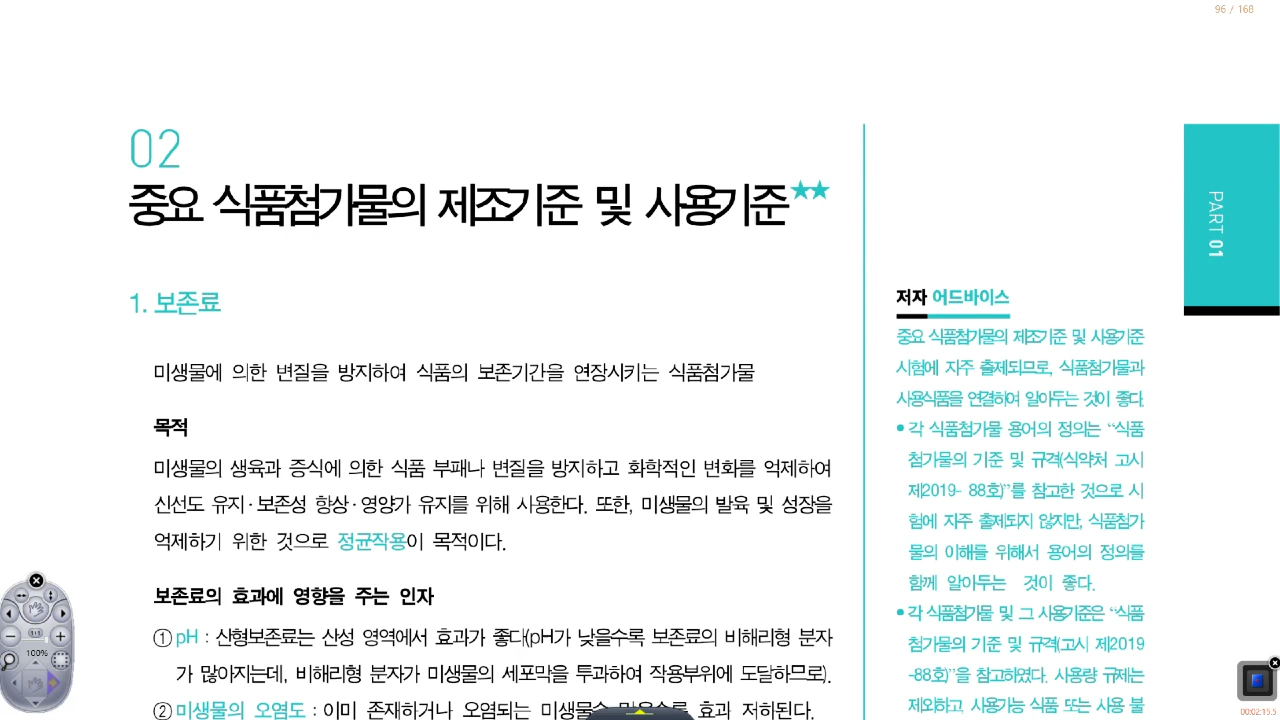 96 / 168
02
중요 식품첨가물의 제조기준 및 사용기준★★
1. 보존료
미생물에 의한 변질을 방지하여 식품의 보존기간을 연장시키는 식품첨가물
목적
미생물의 생육과 증식에 의한 식품 부패나 변질을 방지하고 화학적인 변화를 억제하여
신선도 유지·보존성 향상·영양가 유지를 위해 사용한다. 또한, 미생물의 발육 및 성장을
억제하기 위한 것으로 정균작용이 목적이다.
보존료의 효과에 영향을 주는 인자
① pH : 산형보존료는 산성 영역에서 효과가 좋다(pH가 낮을수록 보존료의 비해리형 분자
가 많아지는데, 비해리형 분자가 미생물의 세포막을 투과하여 작용부위에 도달하므로).
② 미생물의 오염도 : 이미 존재하거나 오염되는 미생물수 많을수록 효과 저하된다.
저자 어드바이스
중요 식품첨가물의 제조기준 및 사용기준
시험에 자주 출제되므로, 식품첨가물과
사용식품을 연결하여 알아두는 것이 좋다.
• 각 식품첨가물 용어의 정의는 “식품
첨가물의 기준 및 규격(식약처 고시
제2019- 88호)”를 참고한 것으로 시
험에 자주 출제되지 않지만, 식품첨가
물의 이해를 위해서 용어의 정의를
함께 알아두는 것이 좋다.
• 각 식품첨가물 및 그 사용기준은 “식품
첨가물의 기준 및 규격(고시 제2019
-88호)”을 참고하였다. 사용량 규제는
제외하고, 사용가능 식품 또는 사용 불
PART 01
100%
00:02:15.5